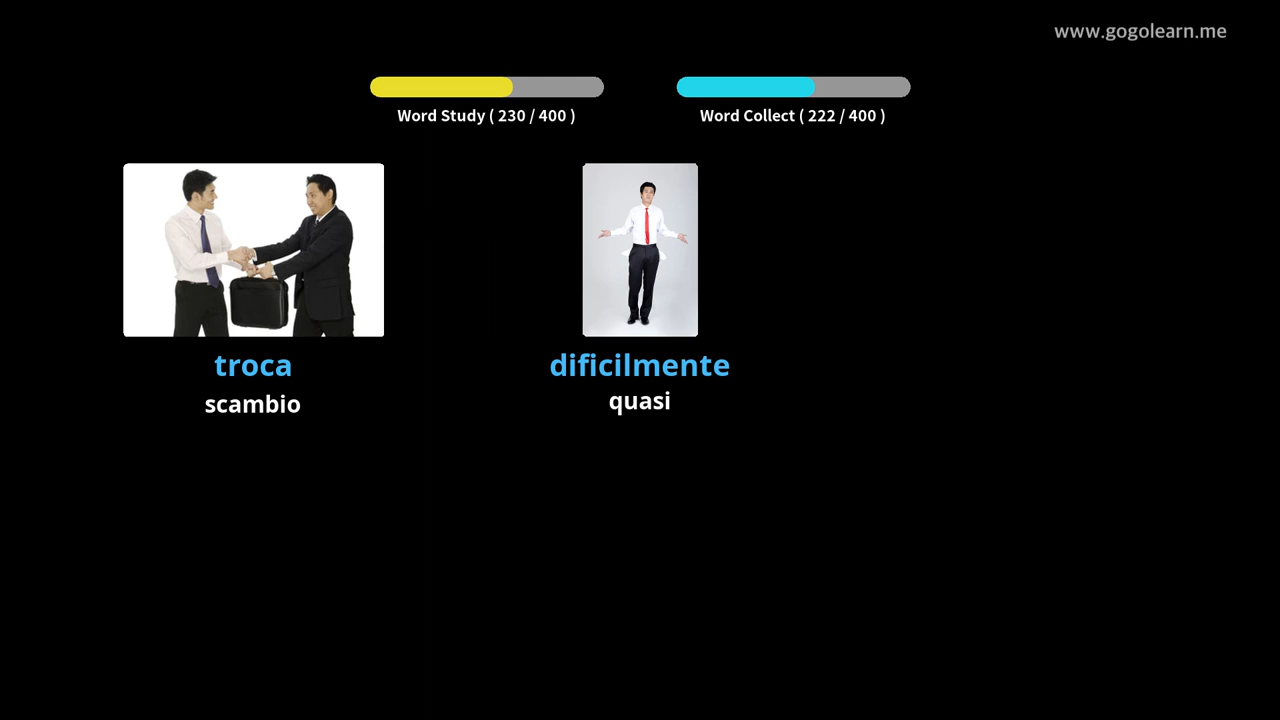 www.gogolearn.me
Word Study ( 230 / 400 )
Word Collect ( 222 / 400 )
troca
scambio
dificilmente
quasi